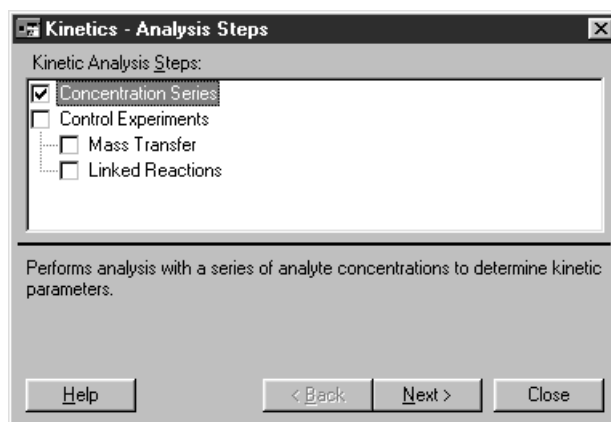 Kinetics - Analysis Steps
Kinetic Analysis Steps:
Concentration Series
Control Experiments
Mass Transfer
Linked Reactions
Performs analysis with a series of analyte concentrations to determine kinetic
parameters.
Help < Back Next > Close